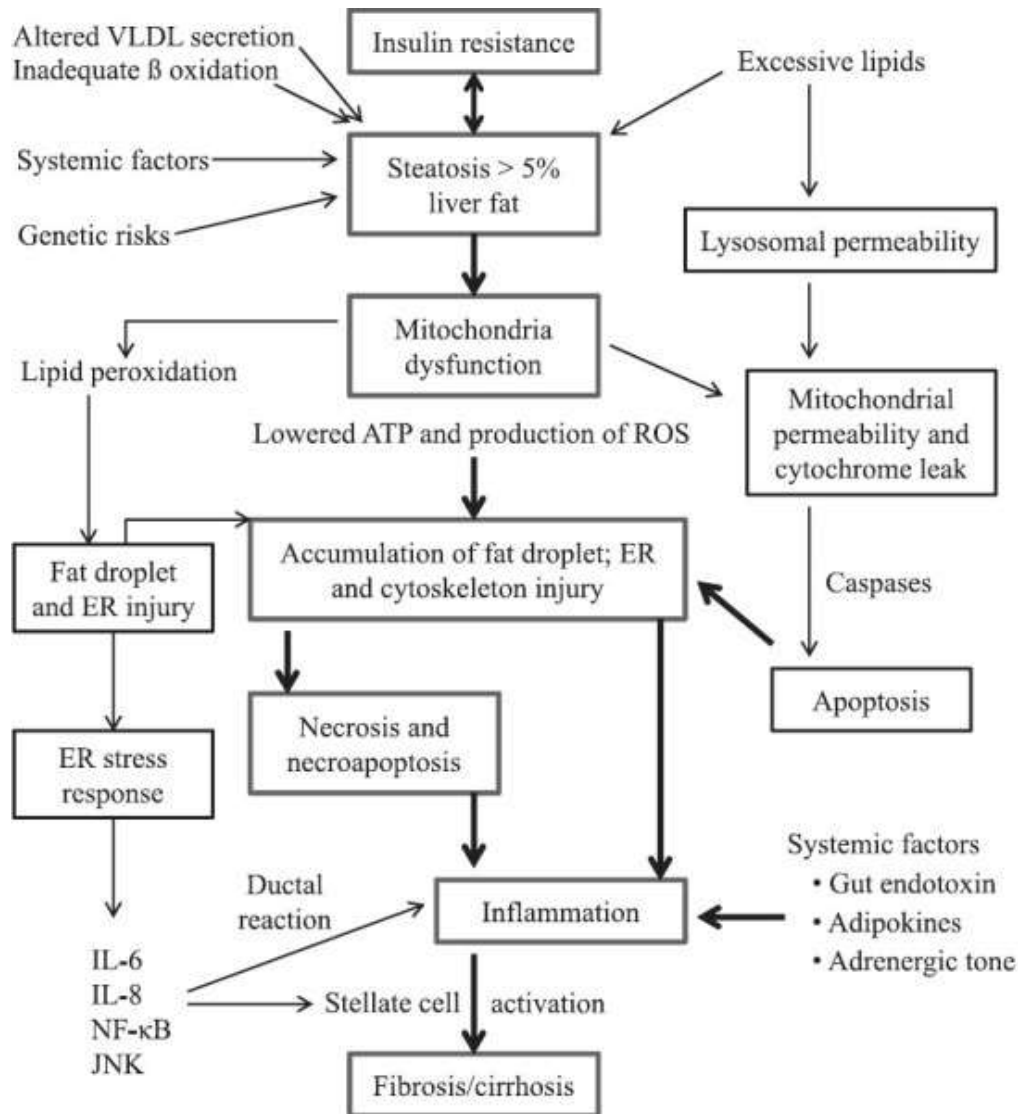 Altered VLDL secretion
Inadequate ß oxidation
Insulin resistance
Excessive lipids
Systemic factors
Steatosis > 5%
liver fat
Genetic risks
Lysosomal permeability
Mitochondria
dysfunction
Lipid peroxidation
Mitochondrial
permeability and
cytochrome leak
Lowered ATP and production of ROS
Fat droplet
and ER injury
Accumulation of fat droplet; ER
and cytoskeleton injury
Caspases
Apoptosis
Necrosis and
necroapoptosis
ER stress
response
Systemic factors
• Gut endotoxin
• Adipokines
• Adrenergic tone
Ductal
reaction
Inflammation
IL-6
IL-8
NF-κB
JNK
Stellate cell activation
Fibrosis/cirrhosis